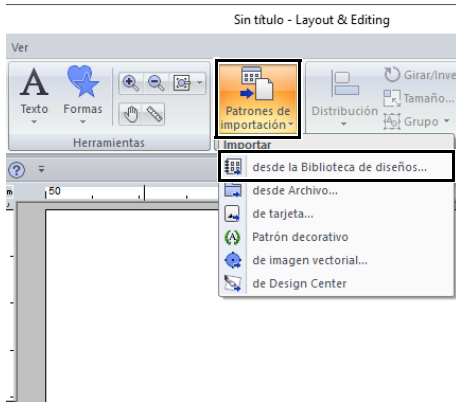 Sin título - Layout & Editing
Ver
Texto
Formas
Herramientas
Patrones de
importación
Distribución
Girar/Inve
Tamaño...
Grupo
Importar
desde la Biblioteca de diseños...
desde Archivo...
de tarjeta...
Patrón decorativo
de imagen vectorial...
de Design Center
50